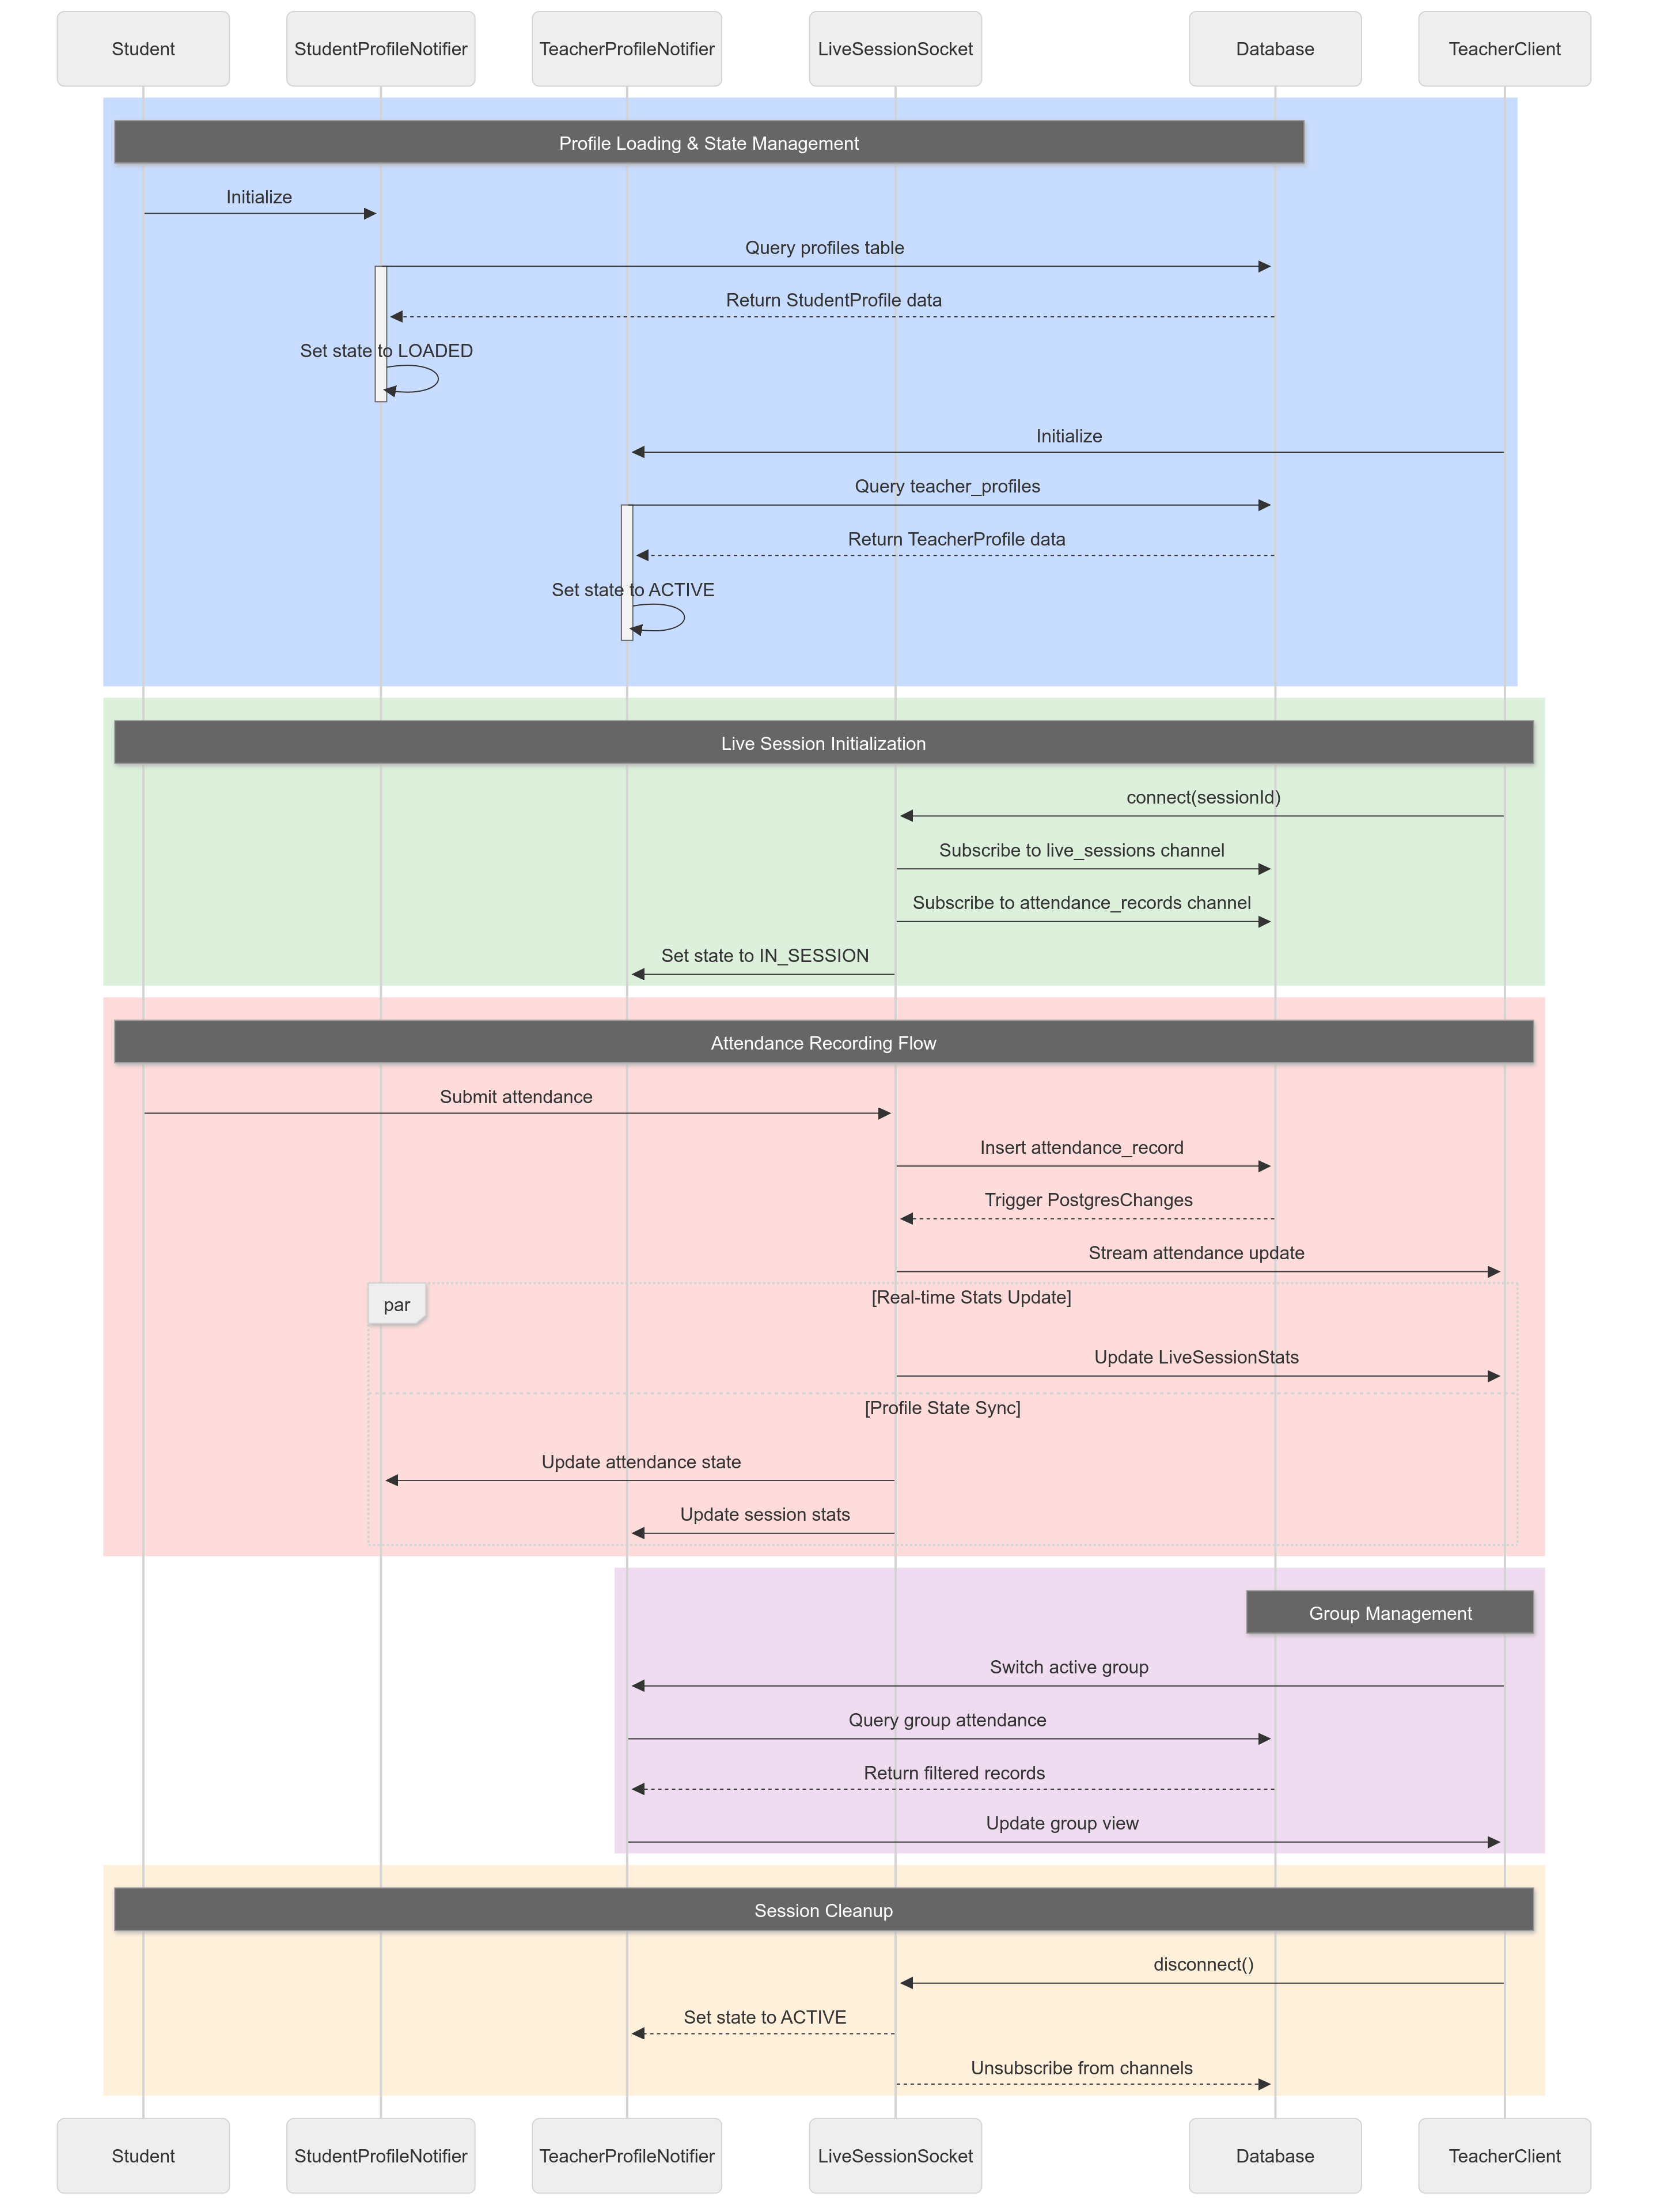 Student
StudentProfileNotifier
TeacherProfileNotifier
LiveSessionSocket
Database
TeacherClient
Profile Loading & State Management
Initialize
Query profiles table
Return StudentProfile data
Set state to LOADED
Initialize
Query teacher_profiles
Return TeacherProfile data
Set state to ACTIVE
Live Session Initialization
connect(sessionId)
Subscribe to live_sessions channel
Subscribe to attendance_records channel
Set state to IN_SESSION
Attendance Recording Flow
Submit attendance
Insert attendance_record
Trigger PostgresChanges
Stream attendance update
par
[Real-time Stats Update]
Update LiveSessionStats
[Profile State Sync]
Update attendance state
Update session stats
Group Management
Switch active group
Query group attendance
Return filtered records
Update group view
Session Cleanup
disconnect()
Set state to ACTIVE
Unsubscribe from channels
Student
StudentProfileNotifier
TeacherProfileNotifier
LiveSessionSocket
Database
TeacherClient